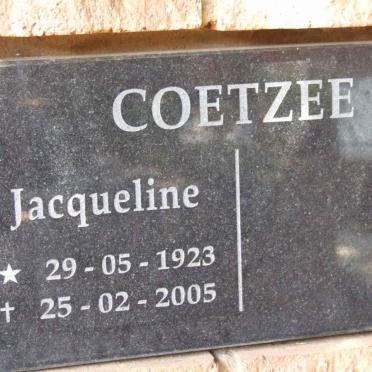 COETZEE
Jacqueline
★ 29 - 05 - 1923
† 25 - 02 - 2005